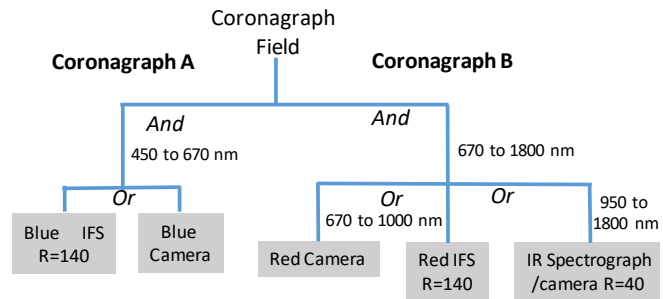 Coronagraph
Field
Coronagraph A
Coronagraph B
And
And
450 to 670 nm
670 to 1800 nm
Or
Or
Or
670 to 1000 nm
950 to
1800 nm
Blue IFS
R=140
Blue
Camera
Red Camera
Red IFS
R=140
IR Spectrograph
/camera R=40